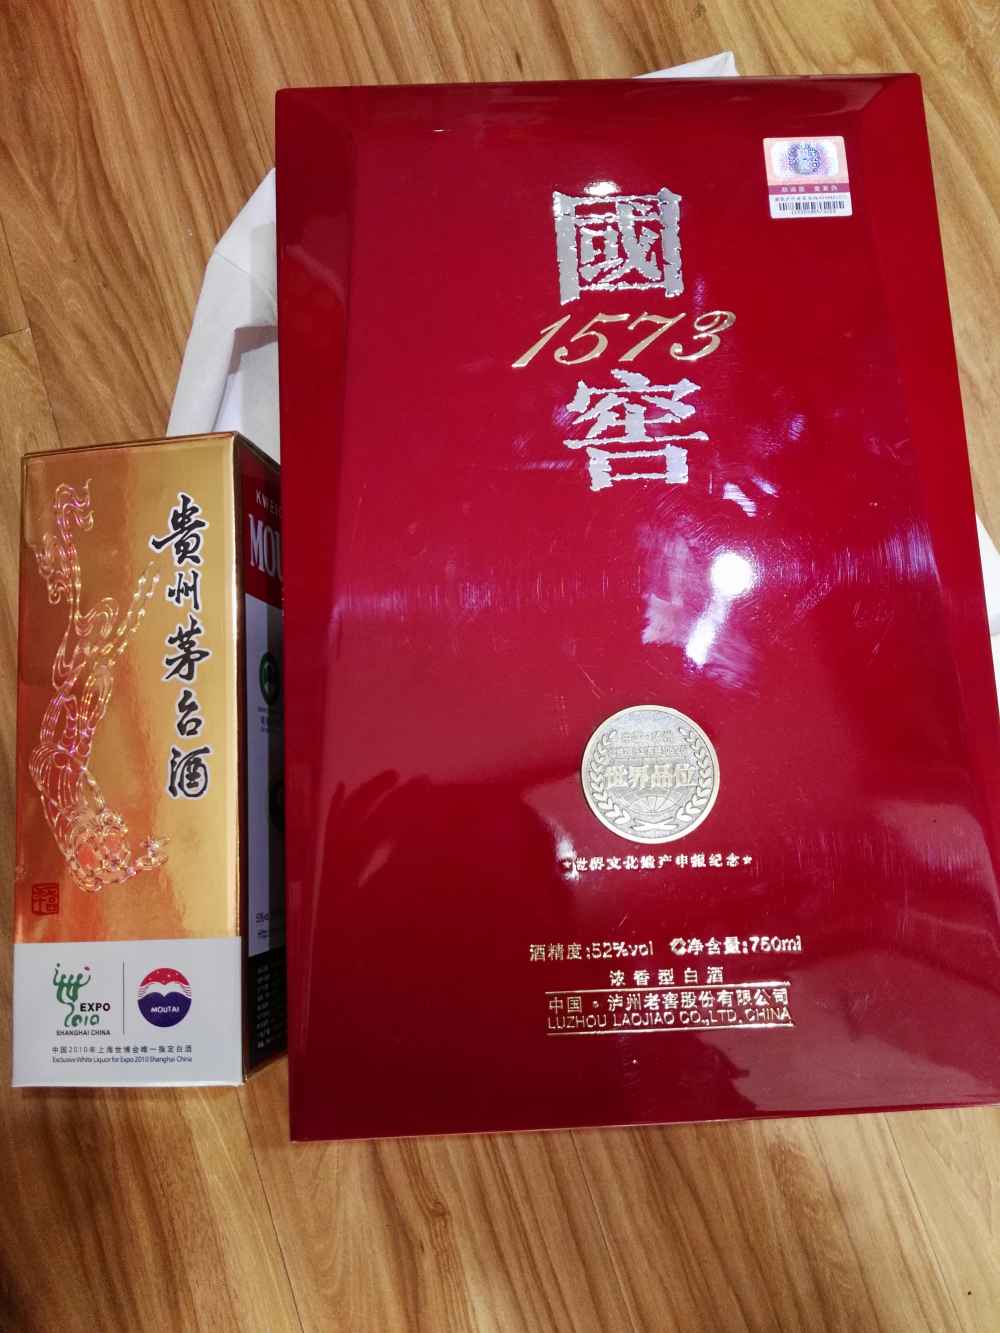 國
1573
窖
世界品位
★世界文化遗产申报纪念★
酒精度:52%vol 净含量:750ml
浓香型白酒
中国·泸州老窖股份有限公司
LUZHOU LAOJIAO CO.,LTD.CHINA
貴州茅台酒
MOU
EXPO
2010
SHANGHAI CHINA
MOUTAI
中国2010年上海世博会唯一指定白酒
Exclusive White Liquor for Expo 2010 Shanghai China